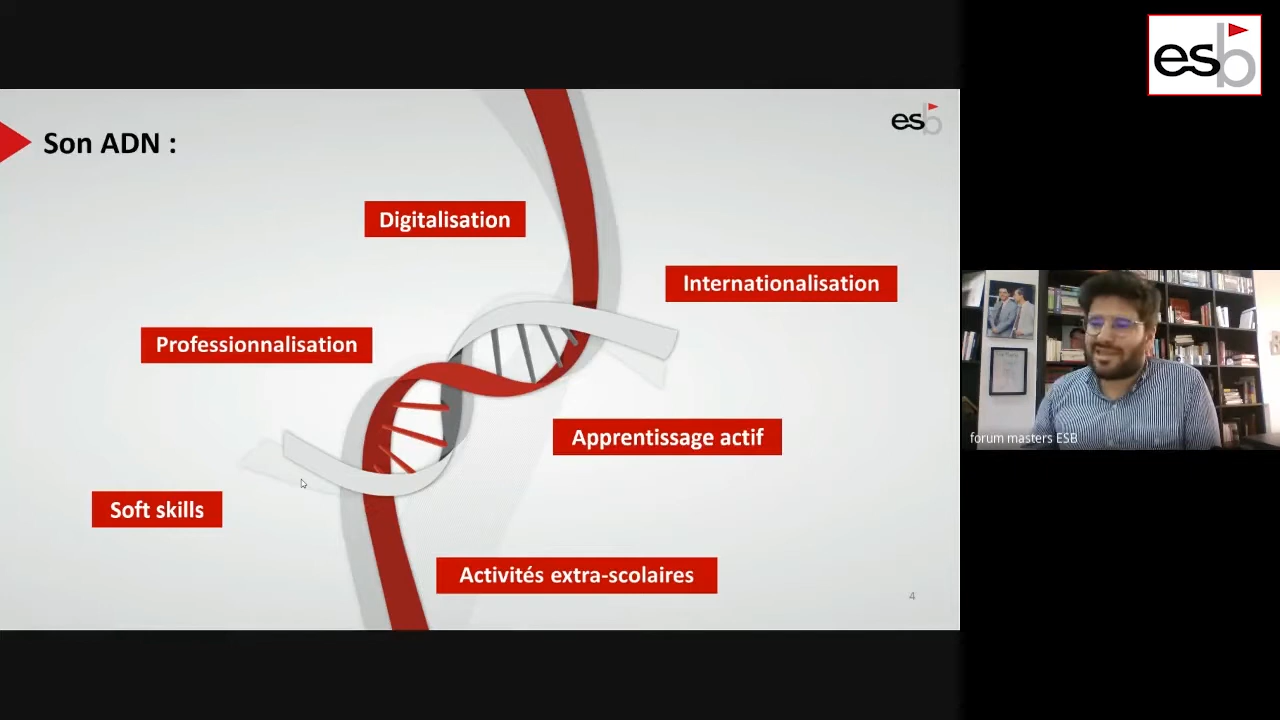 esb
esb
Son ADN :
Digitalisation
Internationalisation
Professionnalisation
Apprentissage actif
Soft skills
Activités extra-scolaires
4
forum masters ESB